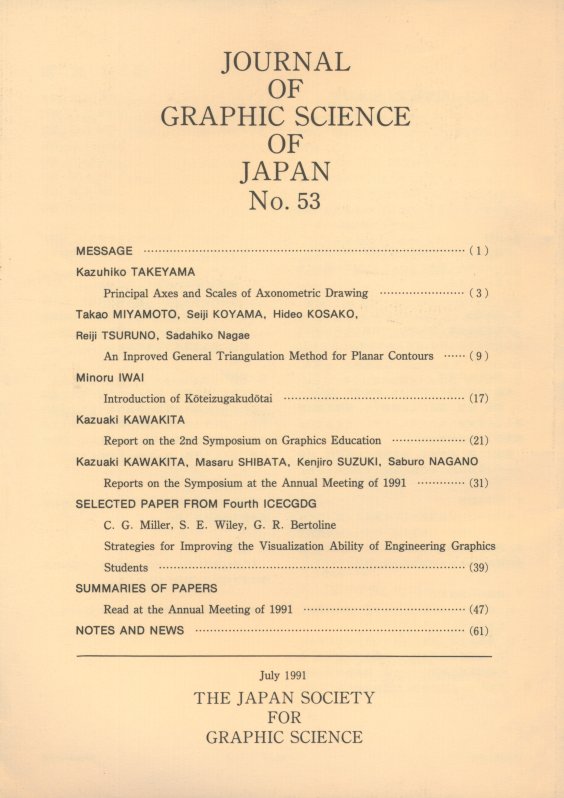 JOURNAL
OF
GRAPHIC SCIENCE
OF
JAPAN
No. 53
MESSAGE ………………………………………………………………… ( 1 )
Kazuhiko TAKEYAMA
Principal Axes and Scales of Axonometric Drawing …………………… ( 3 )
Takao MIYAMOTO, Seiji KOYAMA, Hideo KOSAKO,
Reiji TSURUNO, Sadahiko Nagae
An Inproved General Triangulation Method for Planar Contours …… ( 9 )
Minoru IWAI
Introduction of Kōteizugakudōtai ……………………………………… (17)
Kazuaki KAWAKITA
Report on the 2nd Symposium on Graphics Education ………………… (21)
Kazuaki KAWAKITA, Masaru SHIBATA, Kenjiro SUZUKI, Saburo NAGANO
Reports on the Symposium at the Annual Meeting of 1991 ………… (31)
SELECTED PAPER FROM Fourth ICECGDG
C. G. Miller, S. E. Wiley, G. R. Bertoline
Strategies for Improving the Visualization Ability of Engineering Graphics
Students ………………………………………………………………… (39)
SUMMARIES OF PAPERS
Read at the Annual Meeting of 1991 ………………………………… (47)
NOTES AND NEWS ……………………………………………………… (61)
July 1991
THE JAPAN SOCIETY
FOR
GRAPHIC SCIENCE